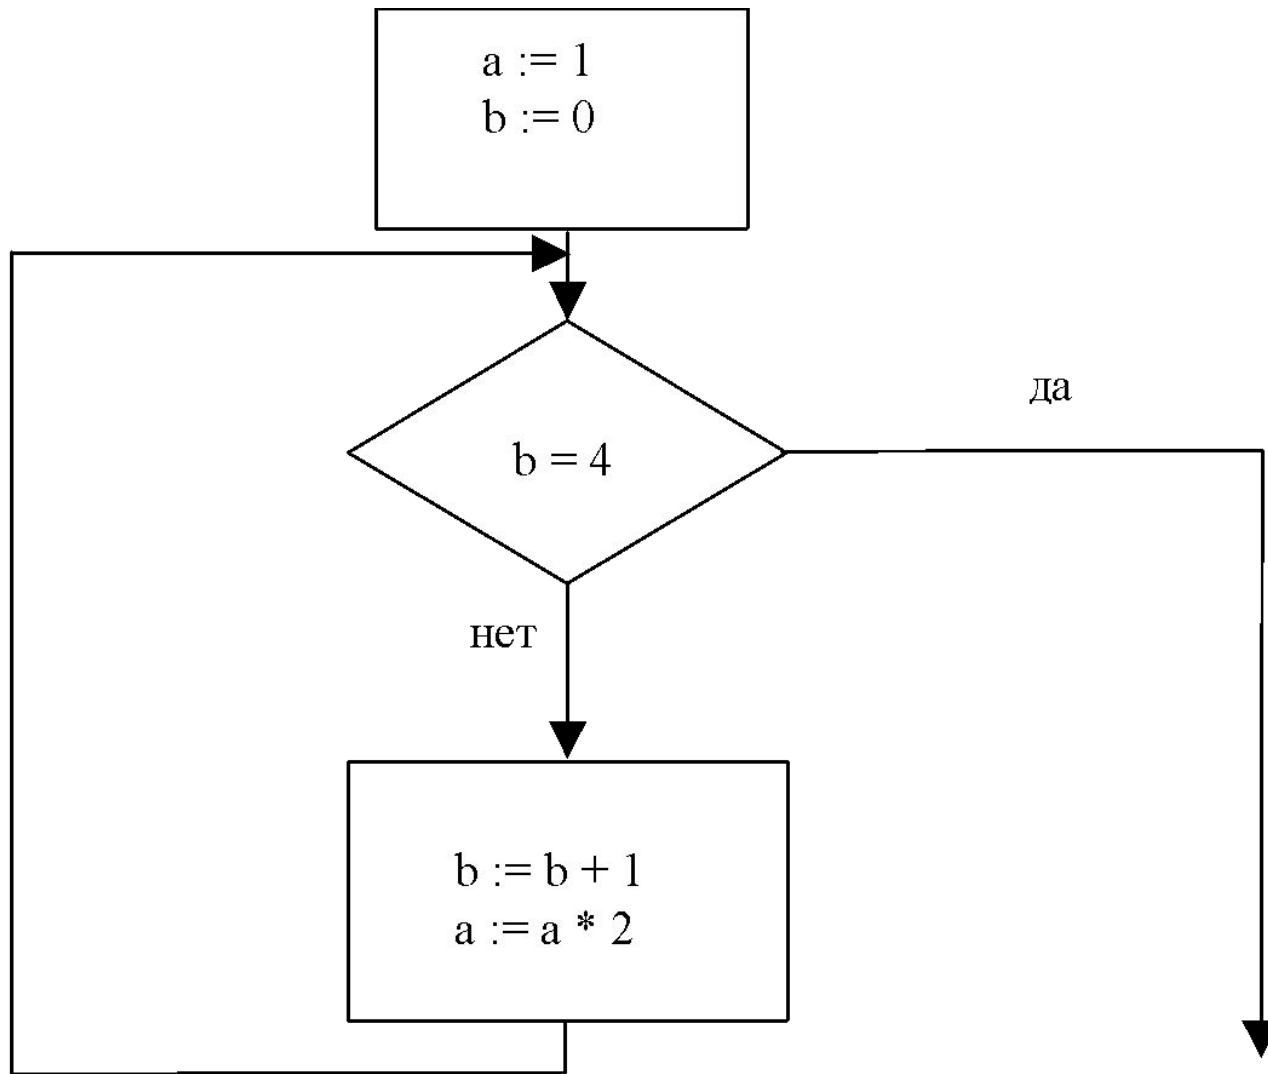 a := 1
b := 0
да
b = 4
нет
b := b + 1
a := a * 2